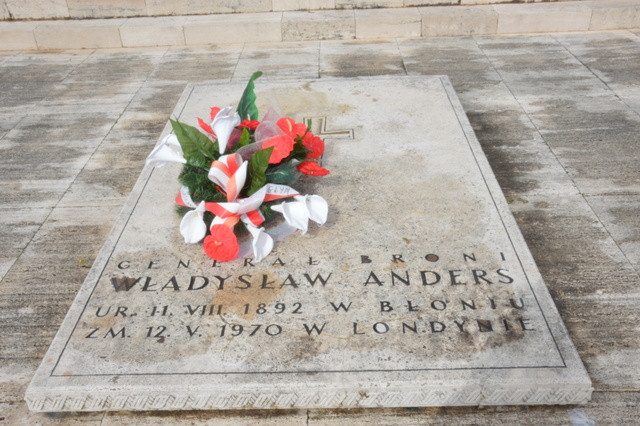 GENERAŁ BRONI
WŁADYSŁAW ANDERS
UR. 11. VIII. 1892 W BŁONIU
ZM. 12. V. 1970 W LONDYNIE